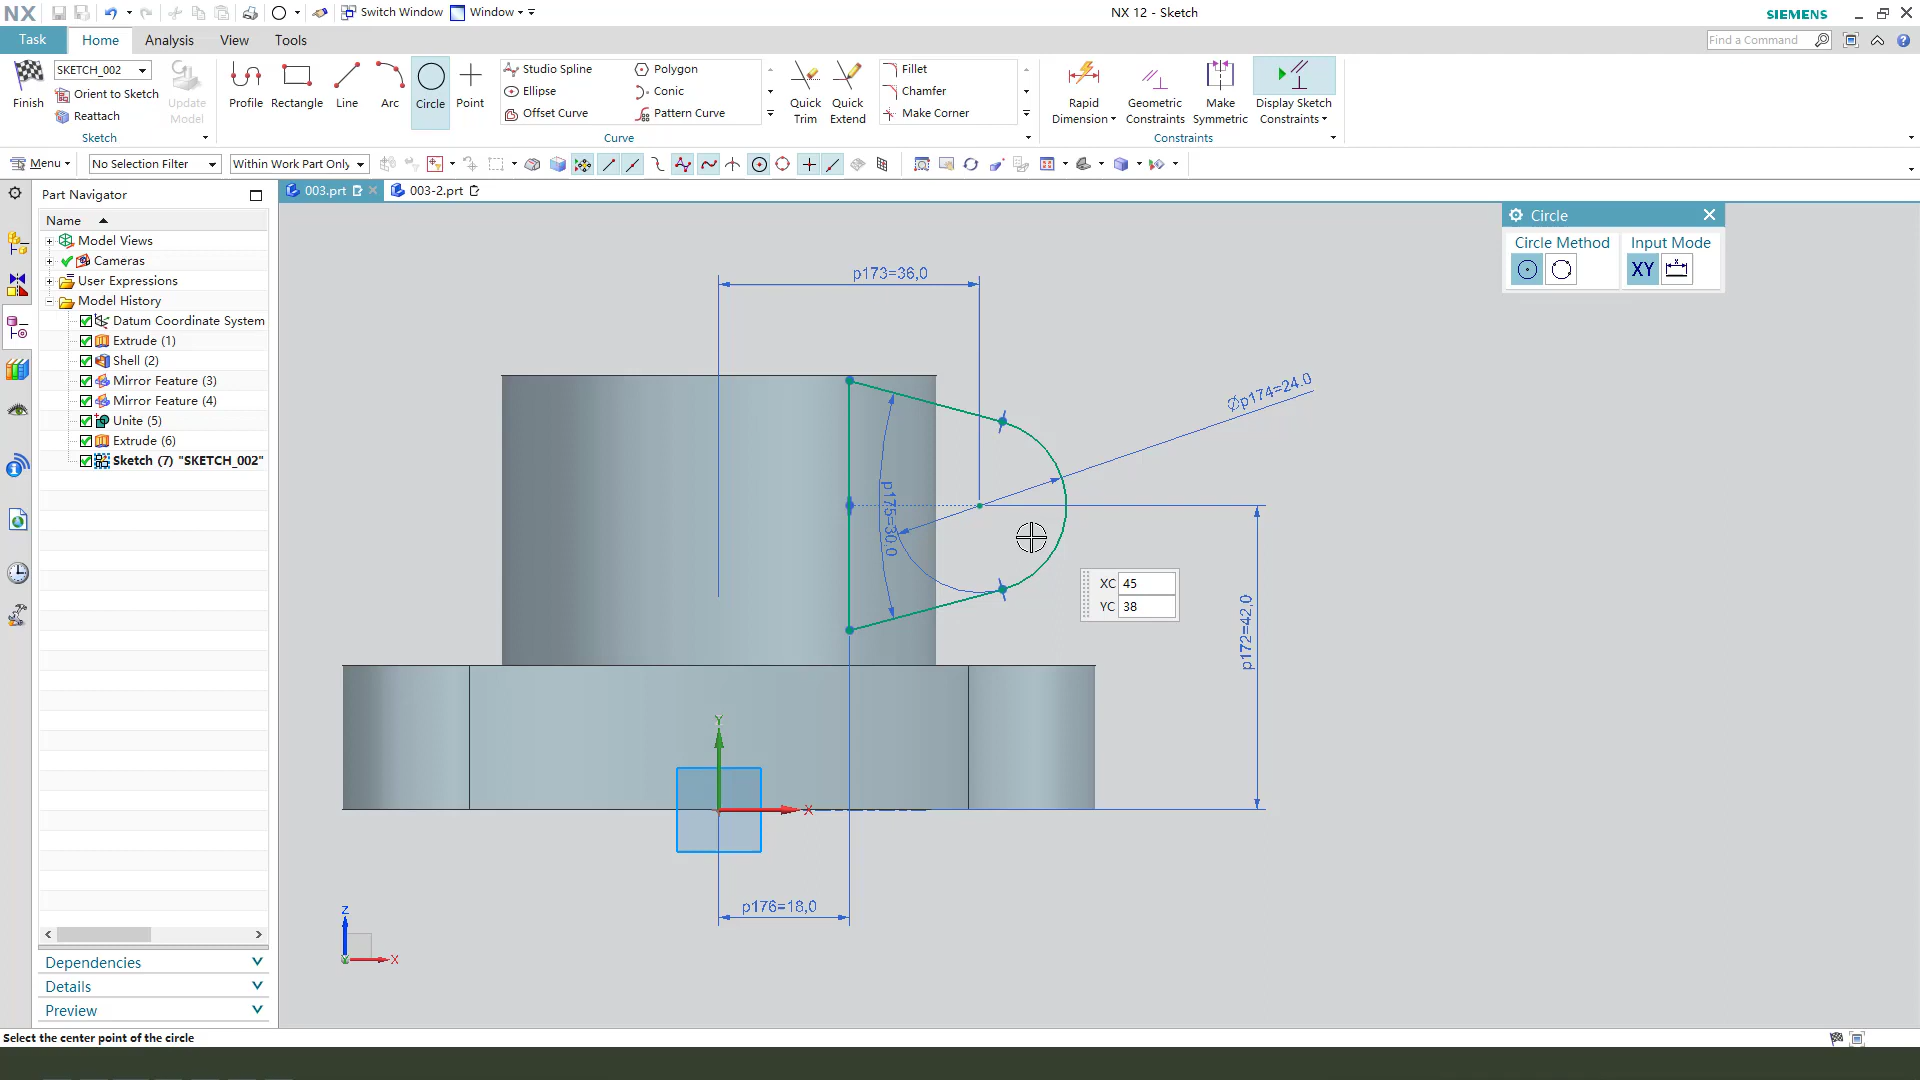 NX
Switch Window
Window
NX 12 - Sketch
SIEMENS
Task
Home
Analysis
View
Tools
Find a Command
SKETCH_002
Finish
Orient to Sketch
Reattach
Update
Model
Sketch
Profile
Rectangle
Line
Arc
Circle
Point
Studio Spline
Ellipse
Offset Curve
Polygon
Conic
Pattern Curve
Curve
Quick
Trim
Quick
Extend
Fillet
Chamfer
Make Corner
Rapid
Dimension
Geometric
Constraints
Make
Symmetric
Display Sketch
Constraints
Constraints
Menu
No Selection Filter
Within Work Part Only
Part Navigator
003.prt
003-2.prt
Name
Model Views
Cameras
User Expressions
Model History
Datum Coordinate System
Extrude (1)
Shell (2)
Mirror Feature (3)
Mirror Feature (4)
Unite (5)
Extrude (6)
Sketch (7) "SKETCH_002"
Dependencies
Details
Preview
Circle
Circle Method
Input Mode
XY
p173=36,0
∅p174=24.0
p175=30,0
p172=42,0
p176=18,0
XC 45
YC 38
Y
X
Z
Y
X
Select the center point of the circle